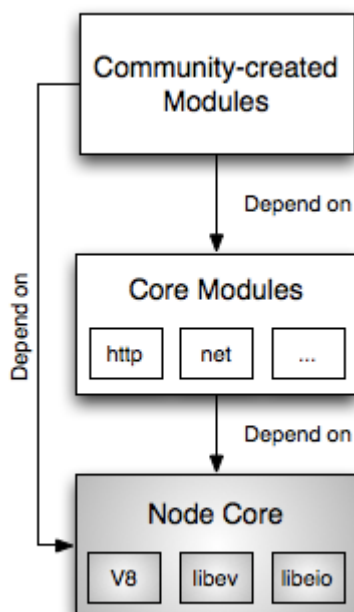 Community-created
Modules
Depend on
Depend on
Core Modules
http
net
...
Depend on
Node Core
V8
libev
libeio